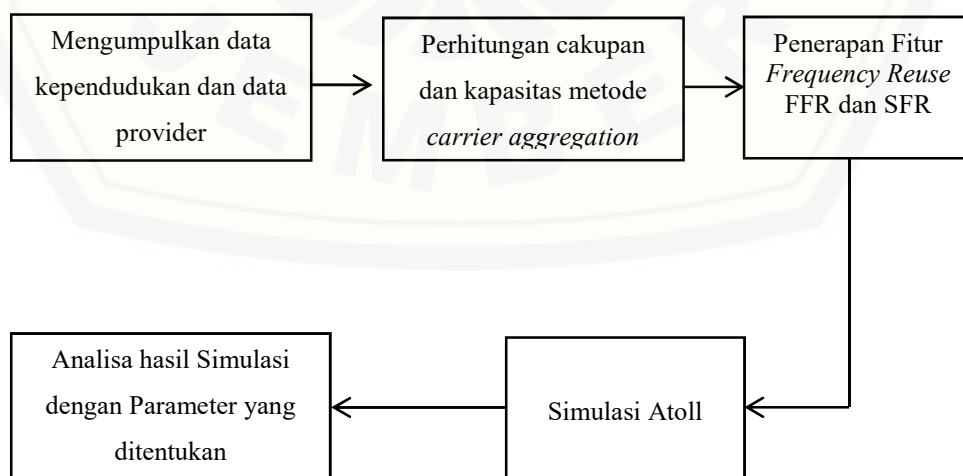 Mengumpulkan data
kependudukan dan data
provider
Perhitungan cakupan
dan kapasitas metode
carrier aggregation
Penerapan Fitur
Frequency Reuse
FFR dan SFR
Analisa hasil Simulasi
dengan Parameter yang
ditentukan
Simulasi Atoll
EMBER